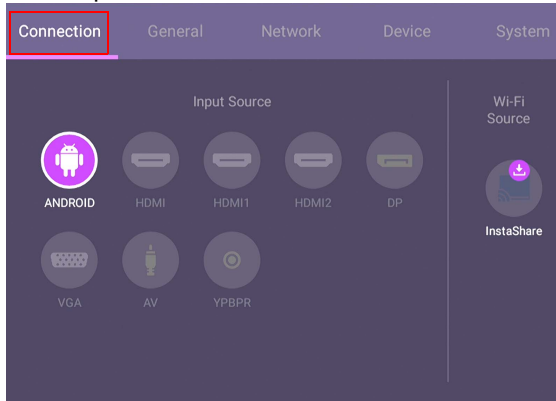 Connection General Network Device System
Input Source
Wi-Fi
Source
ANDROID HDMI HDMI1 HDMI2 DP
InstaShare
VGA AV YPBPR